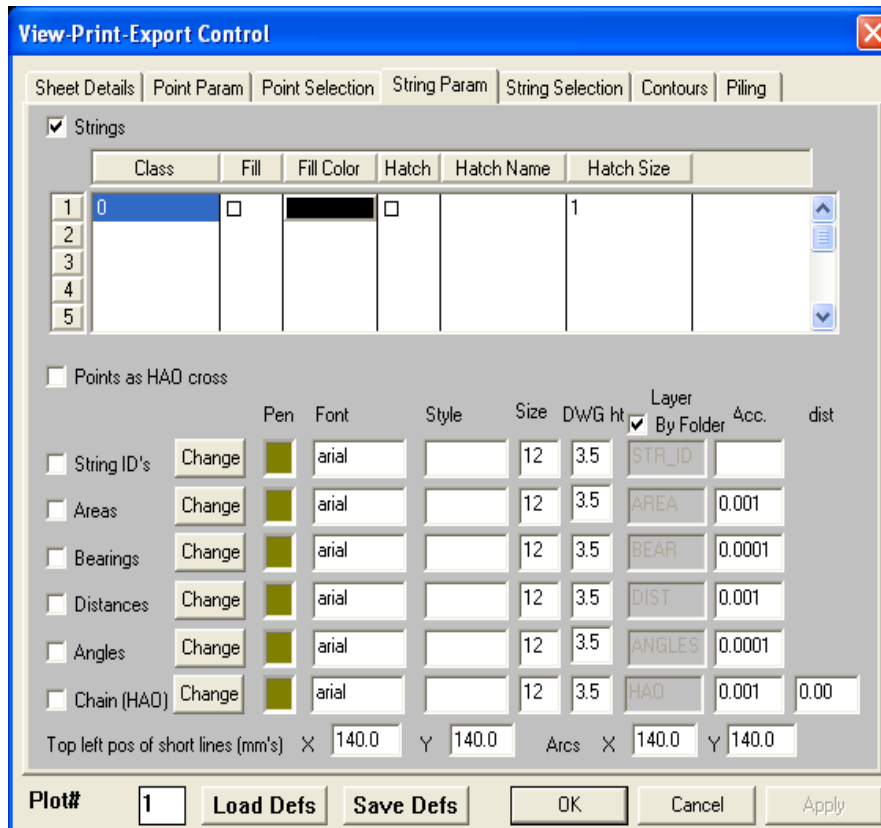 View-Print-Export Control
Sheet Details Point Param Point Selection String Param String Selection Contours Piling
Strings
Class Fill Fill Color Hatch Hatch Name Hatch Size
1 0 1
2
3
4
5
Points as HAO cross
Layer
Pen Font Style Size DWG ht By Folder Acc. dist
String ID's Change arial 12 3.5 STR_ID
Areas Change arial 12 3.5 AREA 0.001
Bearings Change arial 12 3.5 BEAR 0.0001
Distances Change arial 12 3.5 DIST 0.001
Angles Change arial 12 3.5 ANGLES 0.0001
Chain (HAO) Change arial 12 3.5 HAO 0.001 0.00
Top left pos of short lines (mm's) X 140.0 Y 140.0 Arcs X 140.0 Y 140.0
Plot# 1 Load Defs Save Defs OK Cancel Apply